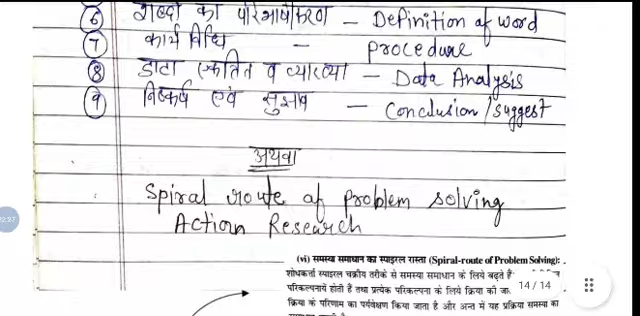 ⑥ शब्दों का परिभाषीकरण – Definition of word
⑦ कार्य विधि – procedure
⑧ डाटा एकत्रित व व्याख्या – Data Analysis
⑨ निष्कर्ष एवं सुझाव – Conclusion/suggest
अथवा
Spiral route of problem solving
Action Research
(vi) समस्या समाधान का स्पाइरल रास्ता (Spiral-route of Problem Solving):
शोधकर्ता स्पाइरल चक्रीय तरीके से समस्या समाधान के लिये बढ़ते
परिकल्पनायें होती हैं तथा प्रत्येक परिकल्पना के लिये क्रिया की जा
14/14
क्रिया के परिणाम का पर्यवेक्षण किया जाता है और अन्त में यह प्रक्रिया समस्या का